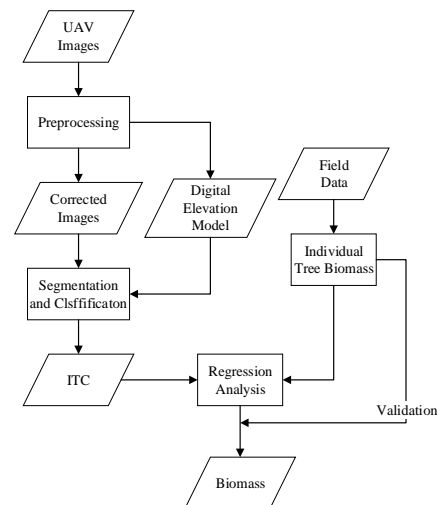 UAV
Images
Preprocessing
Corrected
Images
Digital
Elevation
Model
Field
Data
Segmentation
and Clsffificaton
Individual
Tree Biomass
ITC
Regression
Analysis
Validation
Biomass